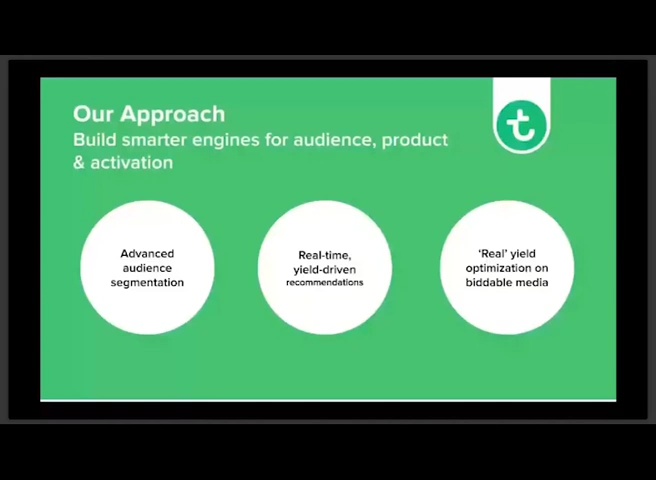 Our Approach
Build smarter engines for audience, product
& activation
Advanced
audience
segmentation
Real-time,
yield-driven
recommendations
‘Real’ yield
optimization on
biddable media